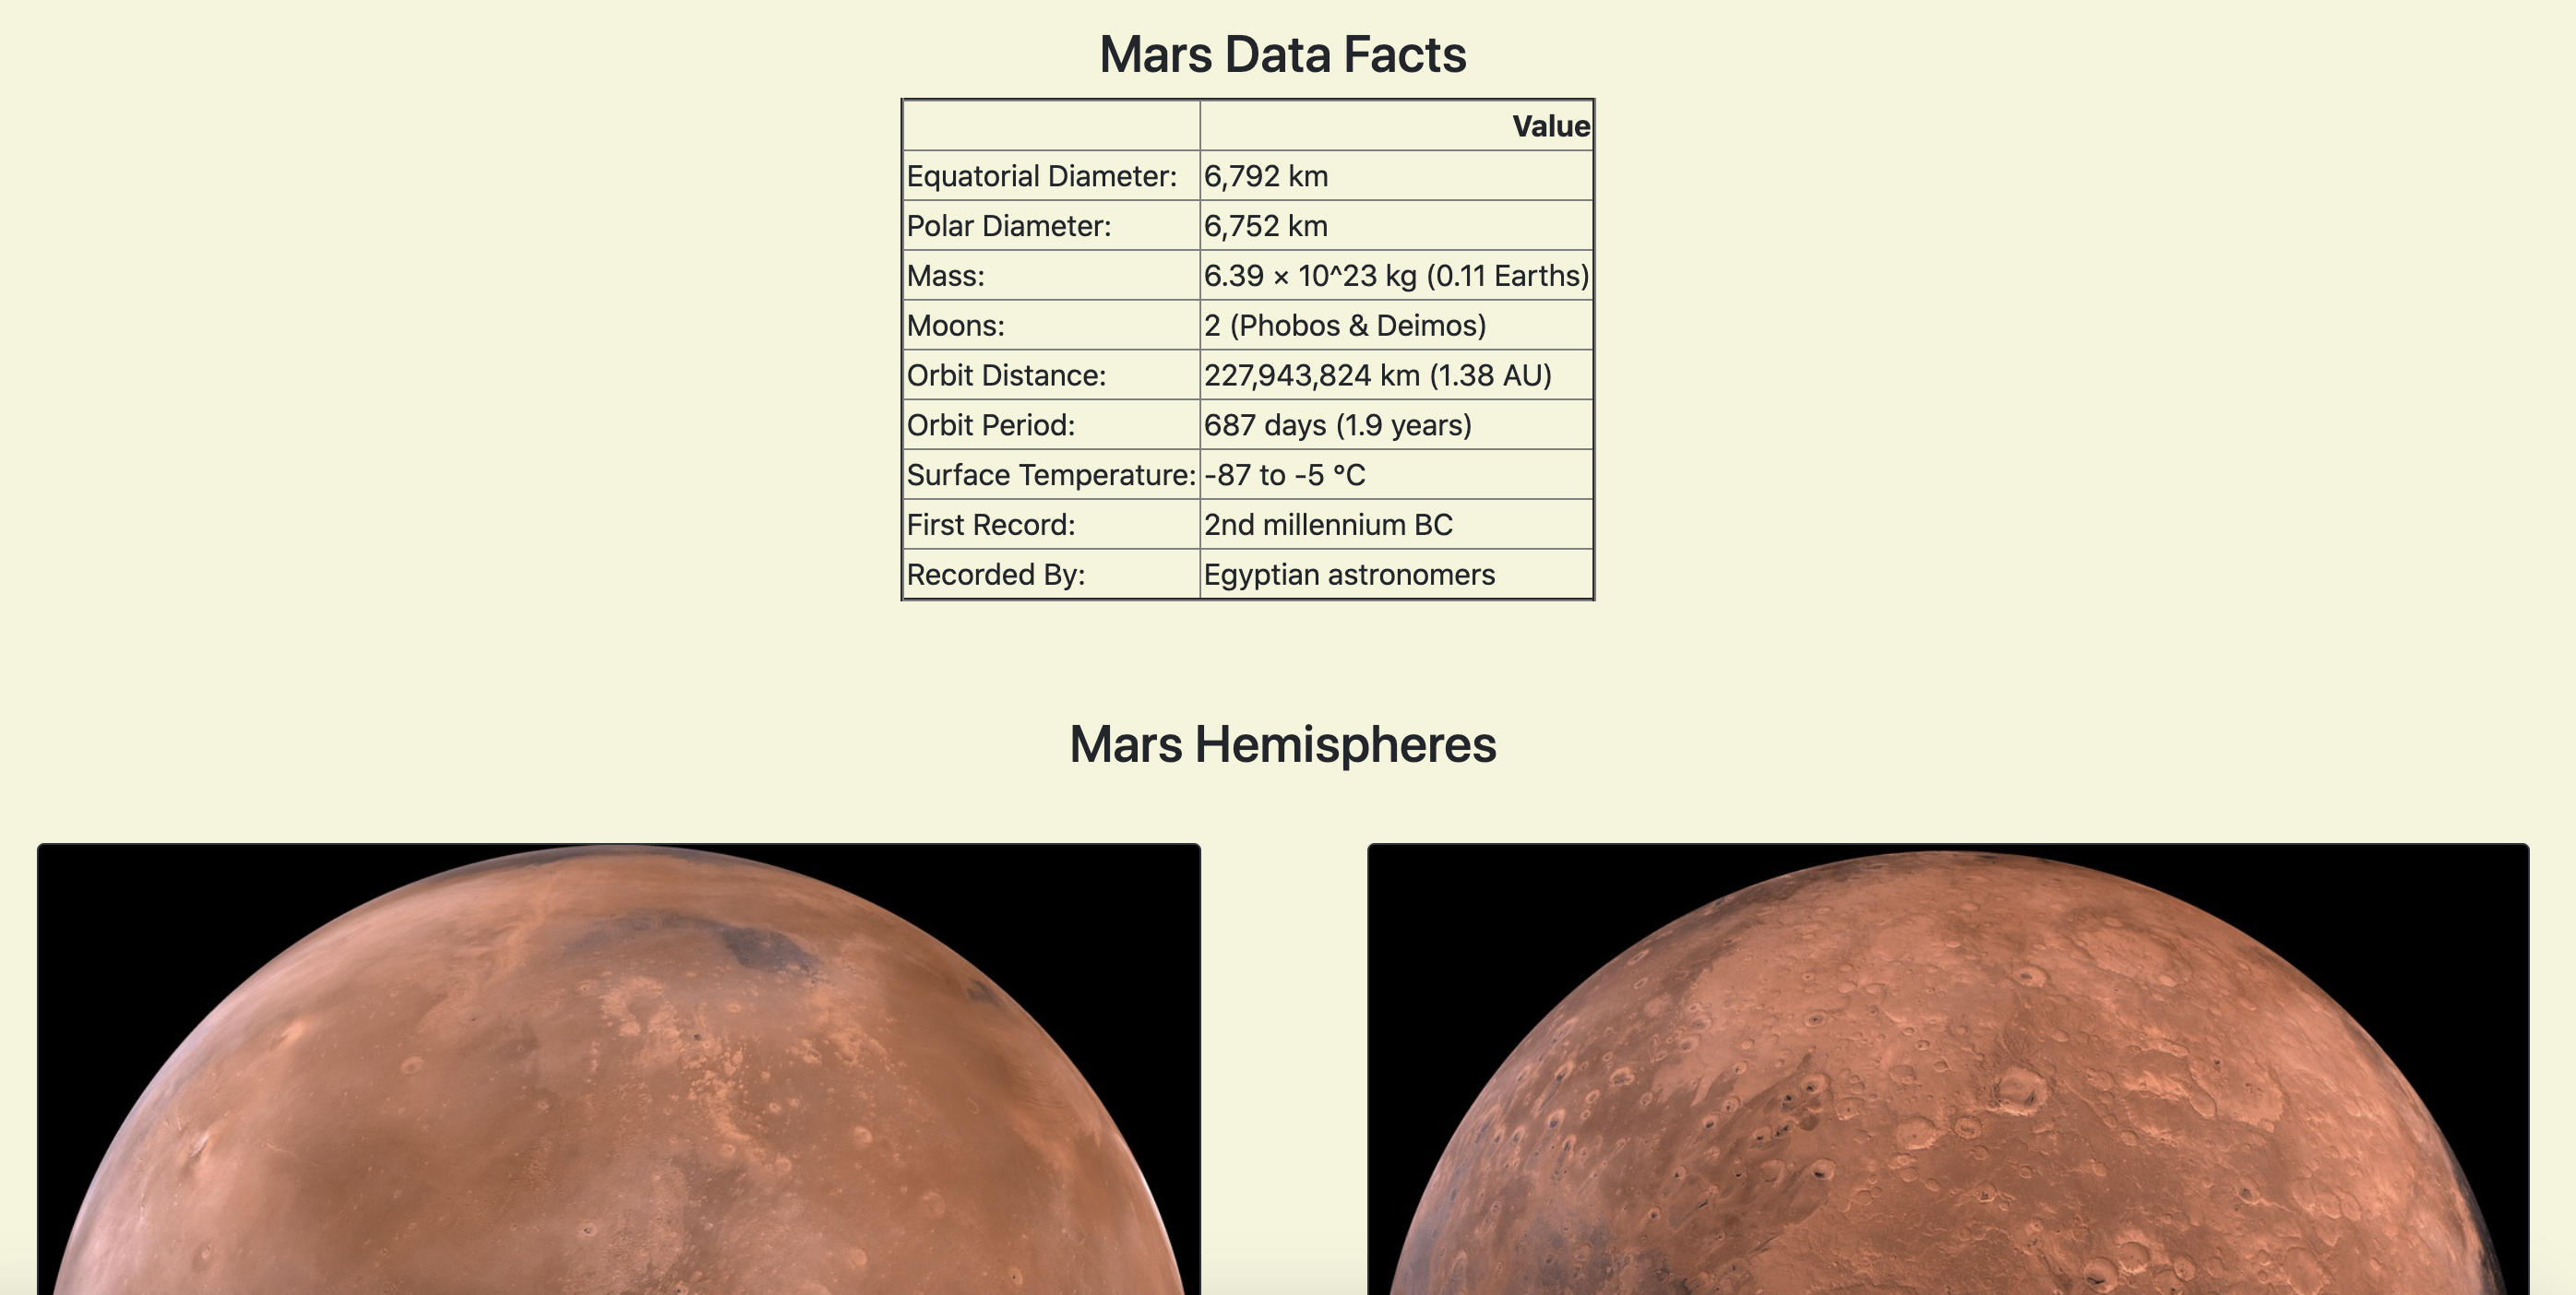 Mars Data Facts
Value
Equatorial Diameter: 6,792 km
Polar Diameter: 6,752 km
Mass: 6.39 × 10^23 kg (0.11 Earths)
Moons: 2 (Phobos & Deimos)
Orbit Distance: 227,943,824 km (1.38 AU)
Orbit Period: 687 days (1.9 years)
Surface Temperature: -87 to -5 °C
First Record: 2nd millennium BC
Recorded By: Egyptian astronomers
Mars Hemispheres